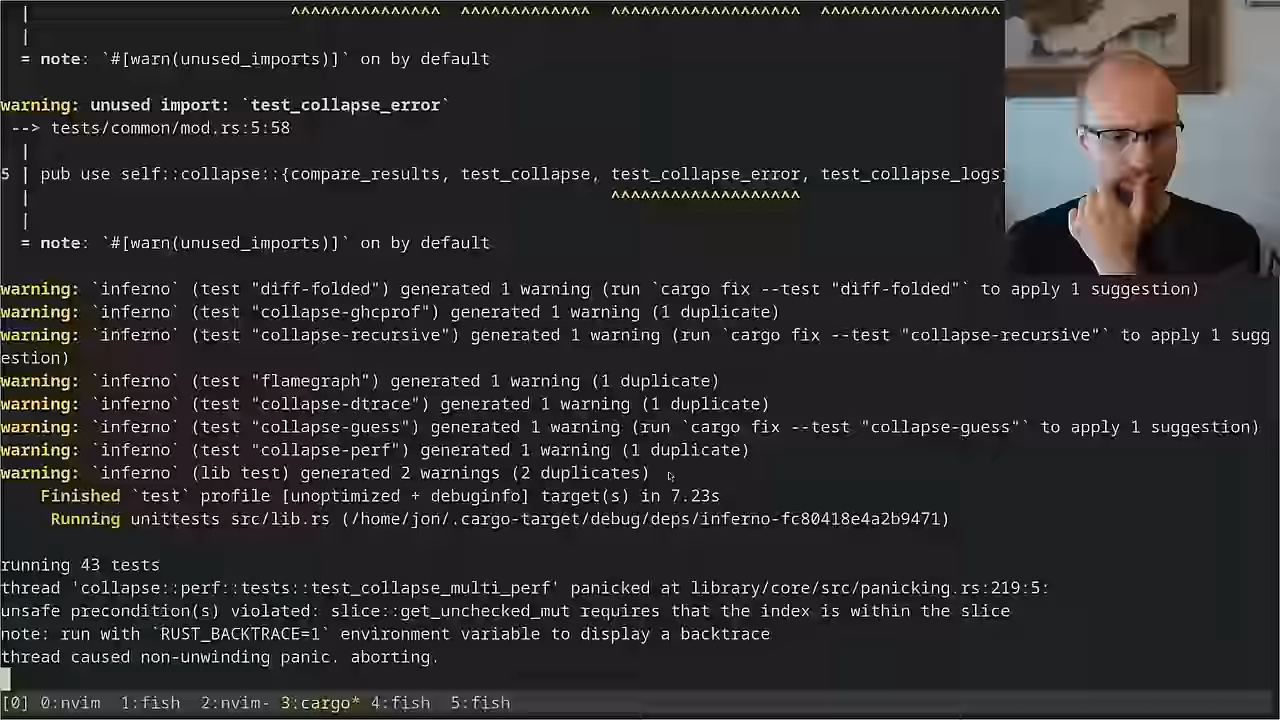 |
|
= note: `#[warn(unused_imports)]` on by default
warning: unused import: `test_collapse_error`
--> tests/common/mod.rs:5:58
|
5 | pub use self::collapse::{compare_results, test_collapse, test_collapse_error, test_collapse_logs}
| ^^^^^^^^^^^^^^^^^^^
|
= note: `#[warn(unused_imports)]` on by default
warning: `inferno` (test "diff-folded") generated 1 warning (run `cargo fix --test "diff-folded"` to apply 1 suggestion)
warning: `inferno` (test "collapse-ghcprof") generated 1 warning (1 duplicate)
warning: `inferno` (test "collapse-recursive") generated 1 warning (run `cargo fix --test "collapse-recursive"` to apply 1 sugg
estion)
warning: `inferno` (test "flamegraph") generated 1 warning (1 duplicate)
warning: `inferno` (test "collapse-dtrace") generated 1 warning (1 duplicate)
warning: `inferno` (test "collapse-guess") generated 1 warning (run `cargo fix --test "collapse-guess"` to apply 1 suggestion)
warning: `inferno` (test "collapse-perf") generated 1 warning (1 duplicate)
warning: `inferno` (lib test) generated 2 warnings (2 duplicates)
Finished `test` profile [unoptimized + debuginfo] target(s) in 7.23s
Running unittests src/lib.rs (/home/jon/.cargo-target/debug/deps/inferno-fc80418e4a2b9471)
running 43 tests
thread 'collapse::perf::tests::test_collapse_multi_perf' panicked at library/core/src/panicking.rs:219:5:
unsafe precondition(s) violated: slice::get_unchecked_mut requires that the index is within the slice
note: run with `RUST_BACKTRACE=1` environment variable to display a backtrace
thread caused non-unwinding panic. aborting.
[0] 0:nvim 1:fish 2:nvim- 3:cargo* 4:fish 5:fish